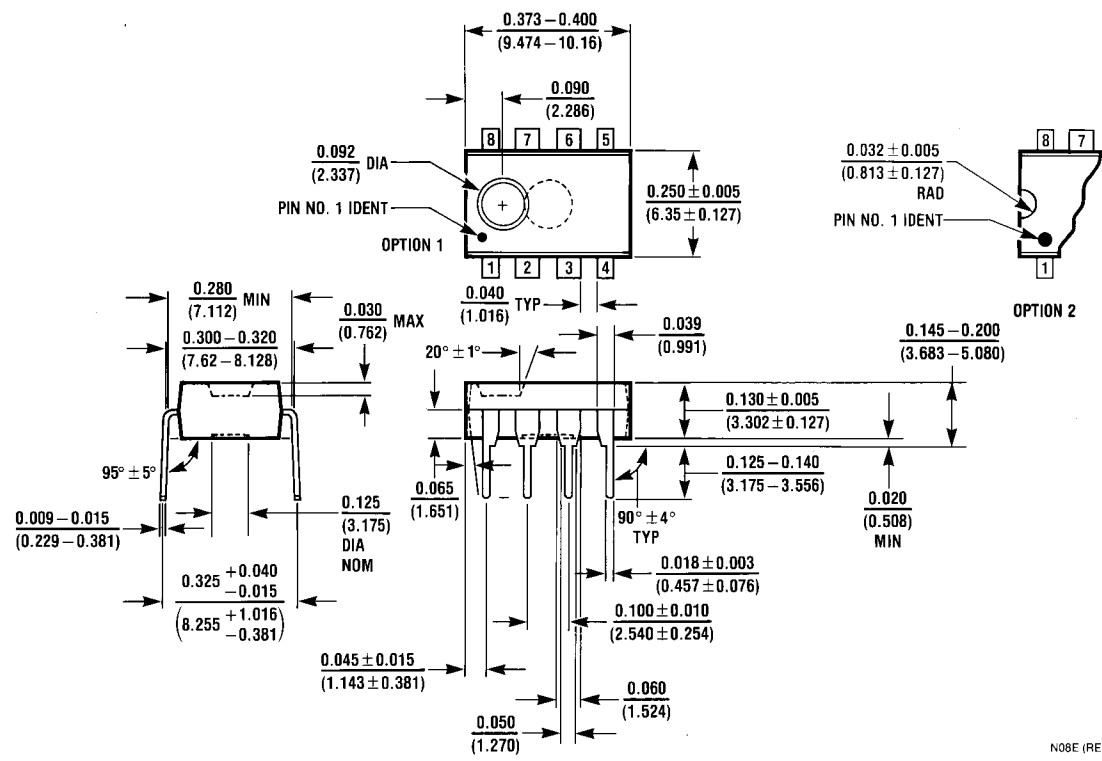 0.373 – 0.400
(9.474 – 10.16)
0.090
(2.286)
8 7 6 5
0.092 DIA
(2.337)
PIN NO. 1 IDENT
OPTION 1
0.250 ± 0.005
(6.35 ± 0.127)
1 2 3 4
0.032 ± 0.005
(0.813 ± 0.127)
RAD
PIN NO. 1 IDENT
8 7
1
OPTION 2
0.280 MIN
(7.112)
0.030 MAX
(0.762)
0.040 TYP
(1.016)
0.300 – 0.320
(7.62 – 8.128)
20° ± 1°
0.039
(0.991)
0.145 – 0.200
(3.683 – 5.080)
0.130 ± 0.005
(3.302 ± 0.127)
0.125 – 0.140
(3.175 – 3.556)
0.020
(0.508)
MIN
95° ± 5°
0.065
(1.651)
90° ± 4°
TYP
0.009 – 0.015
(0.229 – 0.381)
0.125
(3.175)
DIA
NOM
0.018 ± 0.003
(0.457 ± 0.076)
0.325 +0.040
–0.015
(8.255 +1.016
–0.381)
0.100 ± 0.010
(2.540 ± 0.254)
0.045 ± 0.015
(1.143 ± 0.381)
0.060
(1.524)
0.050
(1.270)
N08E (RE